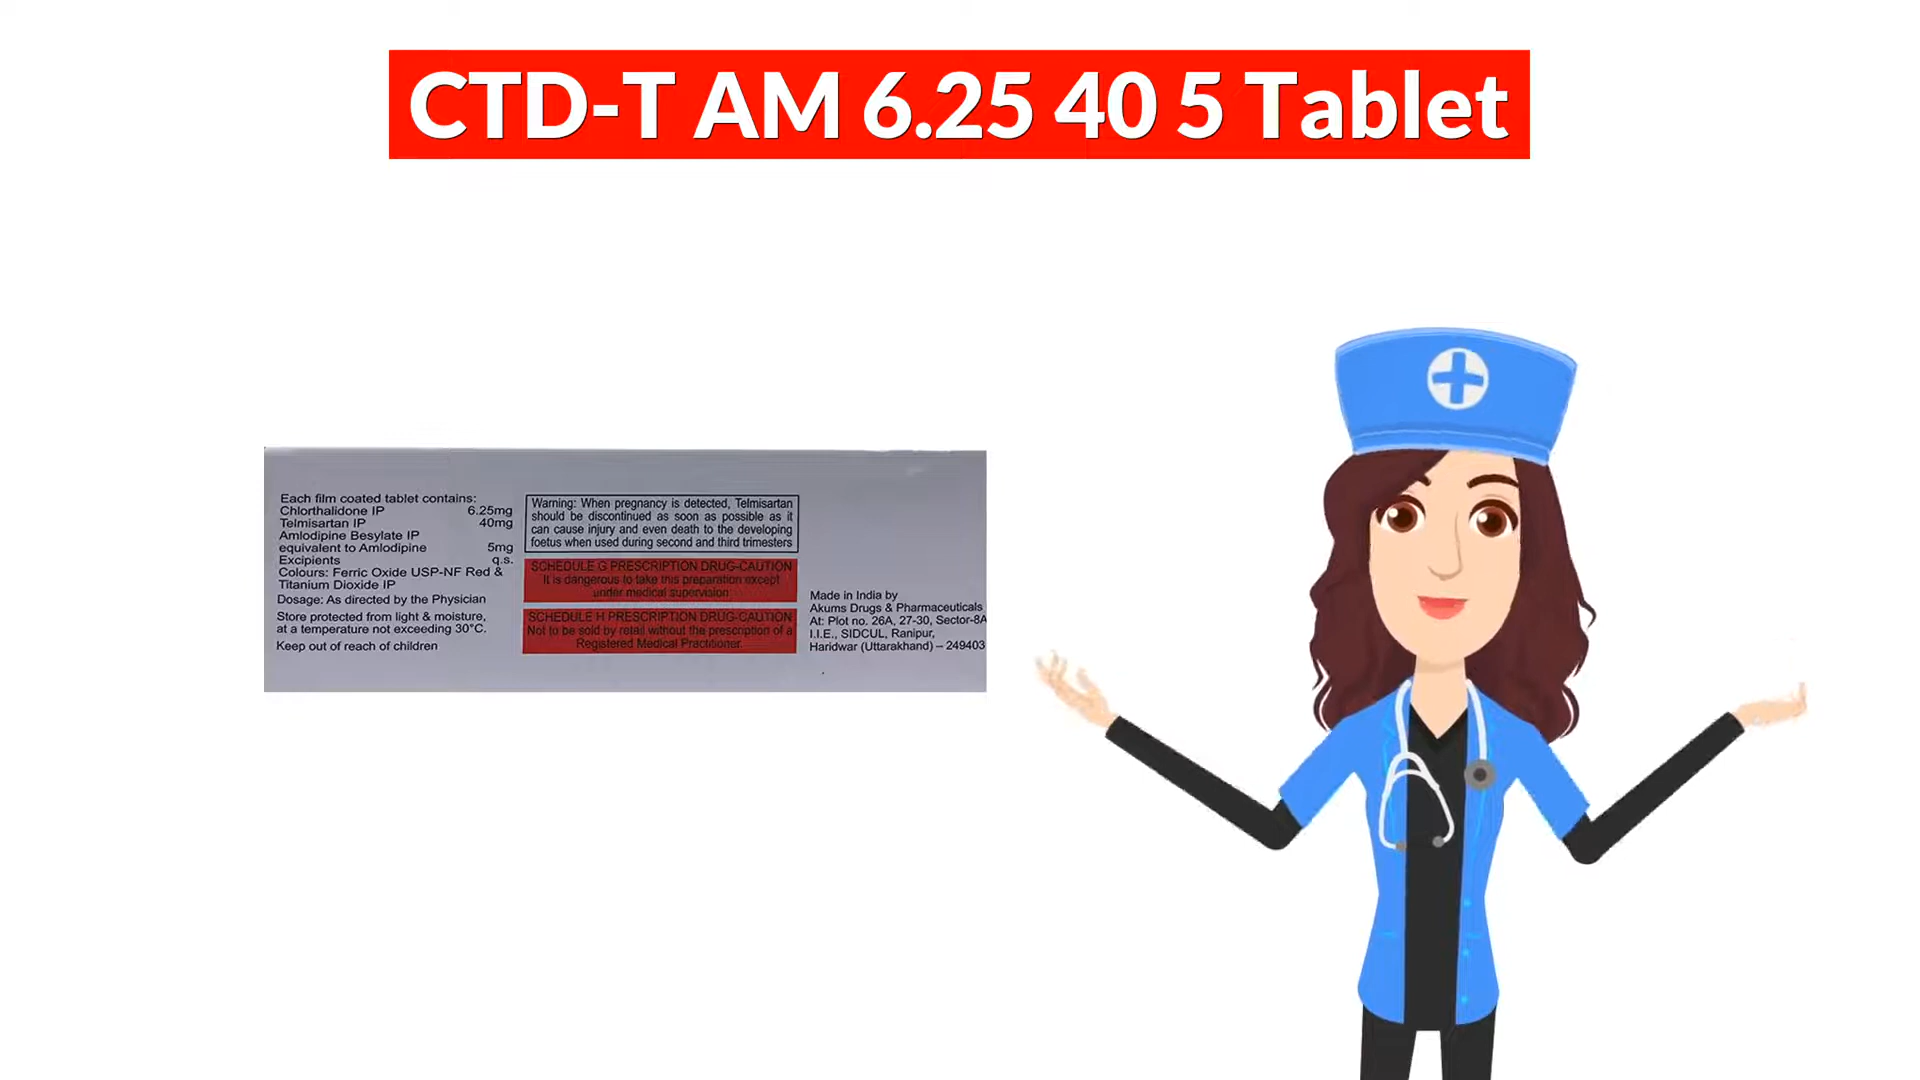 CTD-T AM 6.25 40 5 Tablet
Each film coated tablet contains:
Chlorthalidone IP 6.25mg
Telmisartan IP 40mg
Amlodipine Besylate IP
equivalent to Amlodipine 5mg
Excipients q.s.
Colours: Ferric Oxide USP-NF Red &
Titanium Dioxide IP
Dosage: As directed by the Physician
Store protected from light & moisture,
at a temperature not exceeding 30°C.
Keep out of reach of children
Warning: When pregnancy is detected, Telmisartan
should be discontinued as soon as possible as it
can cause injury and even death to the developing
foetus when used during second and third trimesters
SCHEDULE G PRESCRIPTION DRUG-CAUTION
It is dangerous to take this preparation except
under medical supervision
SCHEDULE H PRESCRIPTION DRUG-CAUTION
Not to be sold by retail without the prescription of a
Registered Medical Practitioner.
Made in India by
Akums Drugs & Pharmaceuticals
At: Plot no. 26A, 27-30, Sector-8A
I.I.E., SIDCUL, Ranipur,
Haridwar (Uttarakhand) – 249403